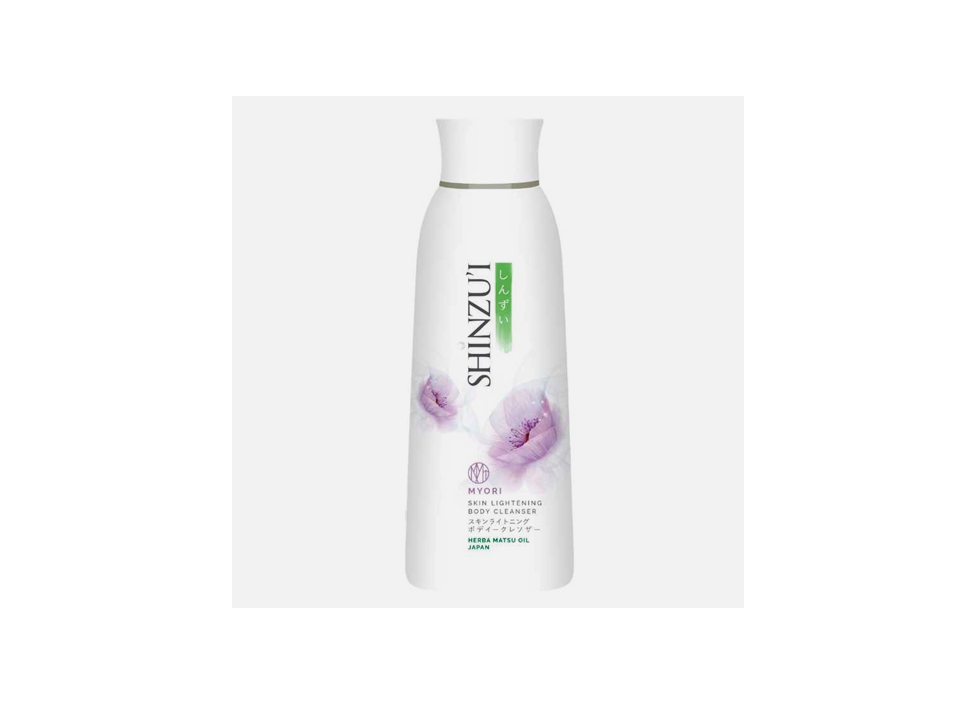 SHINZU'I
しんずい
MYORI
SKIN LIGHTENING
BODY CLEANSER
スキンライトニング
ボディークレンザー
HERBA MATSU OIL
JAPAN